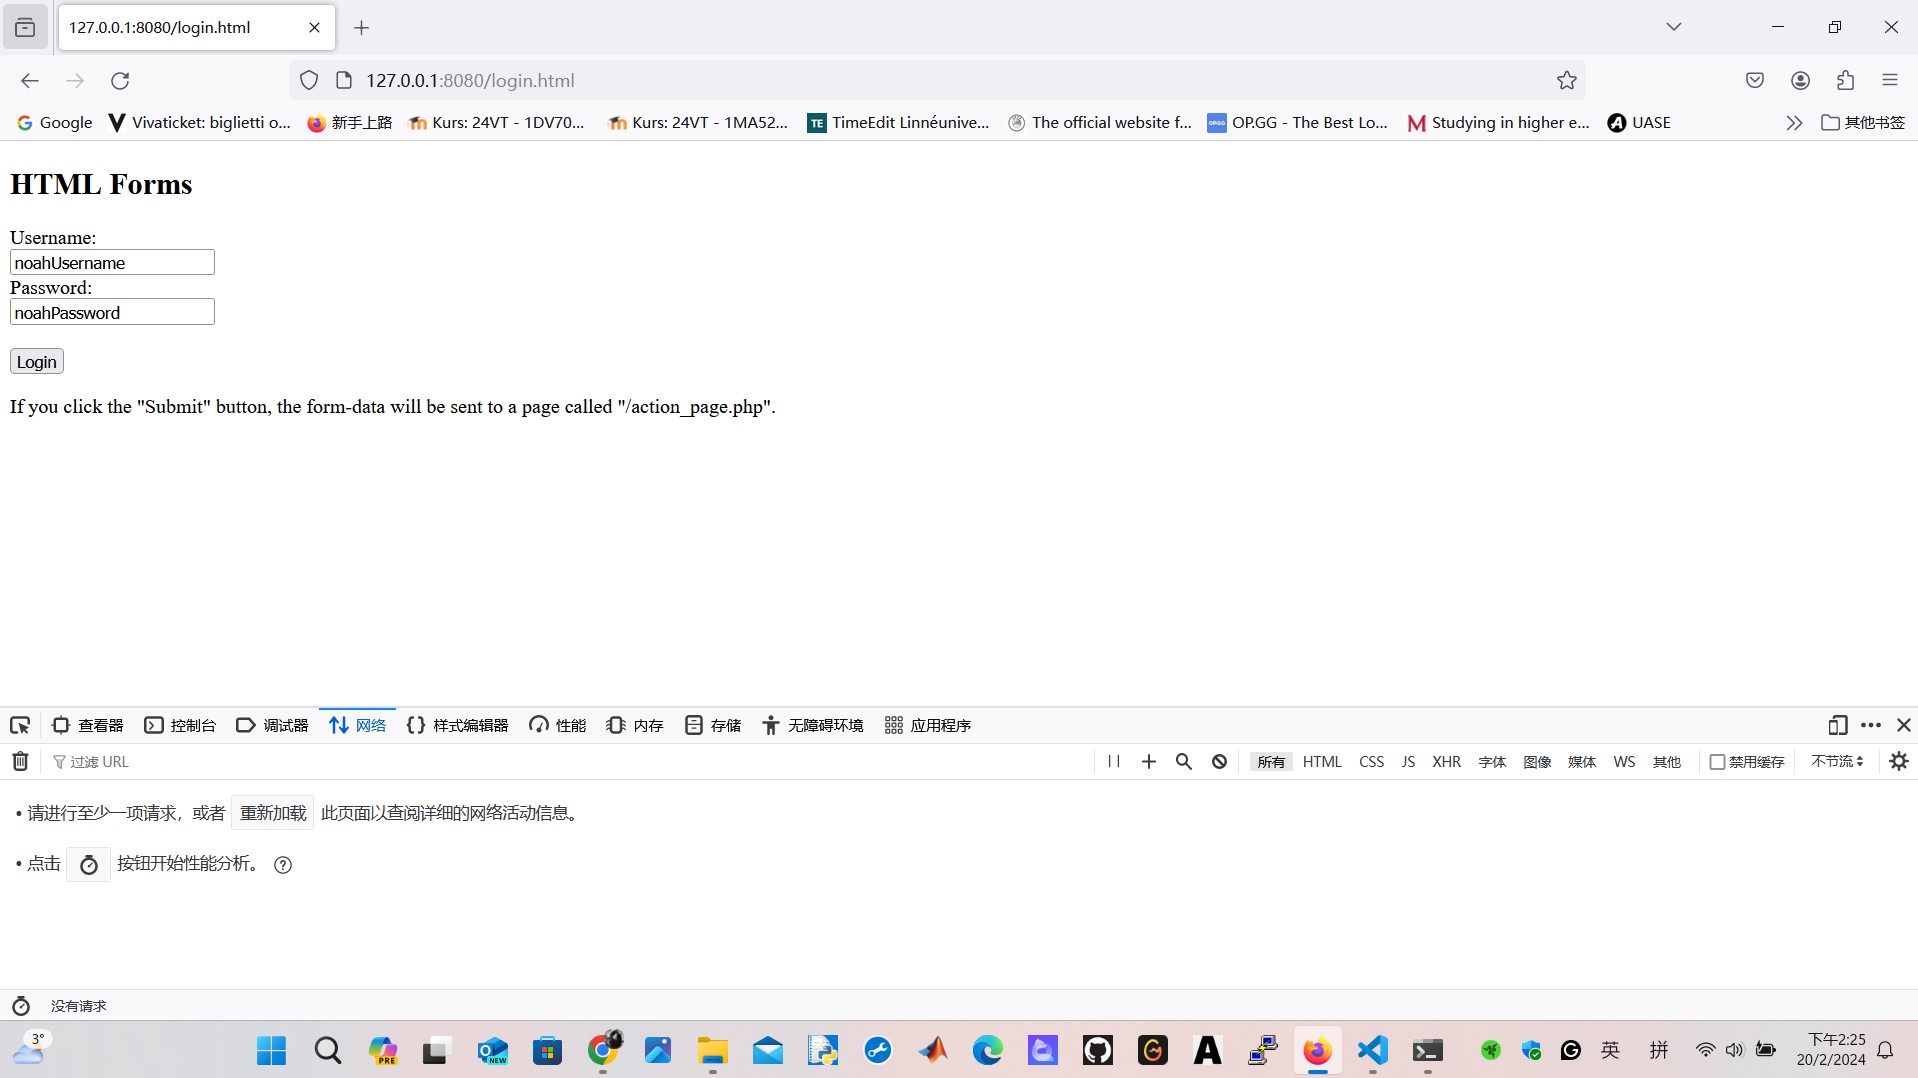 127.0.0.1:8080/login.html
127.0.0.1:8080/login.html
Google Vivaticket: biglietti o... 新手上路 Kurs: 24VT - 1DV70... Kurs: 24VT - 1MA52... TE TimeEdit Linnéunive... The official website f... OP.GG OP.GG - The Best Lo... Studying in higher e... UASE 其他书签
HTML Forms
Username:
noahUsername
Password:
noahPassword
Login
If you click the "Submit" button, the form-data will be sent to a page called "/action_page.php".
查看器 控制台 调试器 网络 样式编辑器 性能 内存 存储 无障碍环境 应用程序
过滤 URL 所有 HTML CSS JS XHR 字体 图像 媒体 WS 其他 禁用缓存 不节流
• 请进行至少一项请求，或者 重新加载 此页面以查阅详细的网络活动信息。
• 点击 按钮开始性能分析。
没有请求
3° PRE NEW 英 拼 下午2:25
20/2/2024